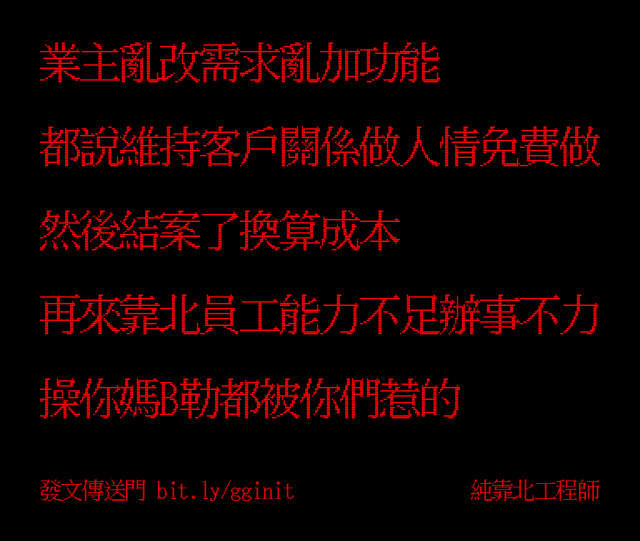 業主亂改需求亂加功能
都說維持客戶關係做人情免費做
然後結案了換算成本
再來靠北員工能力不足辦事不力
操你媽B勒都被你們惹的
發文傳送門 bit.ly/gginit 純靠北工程師